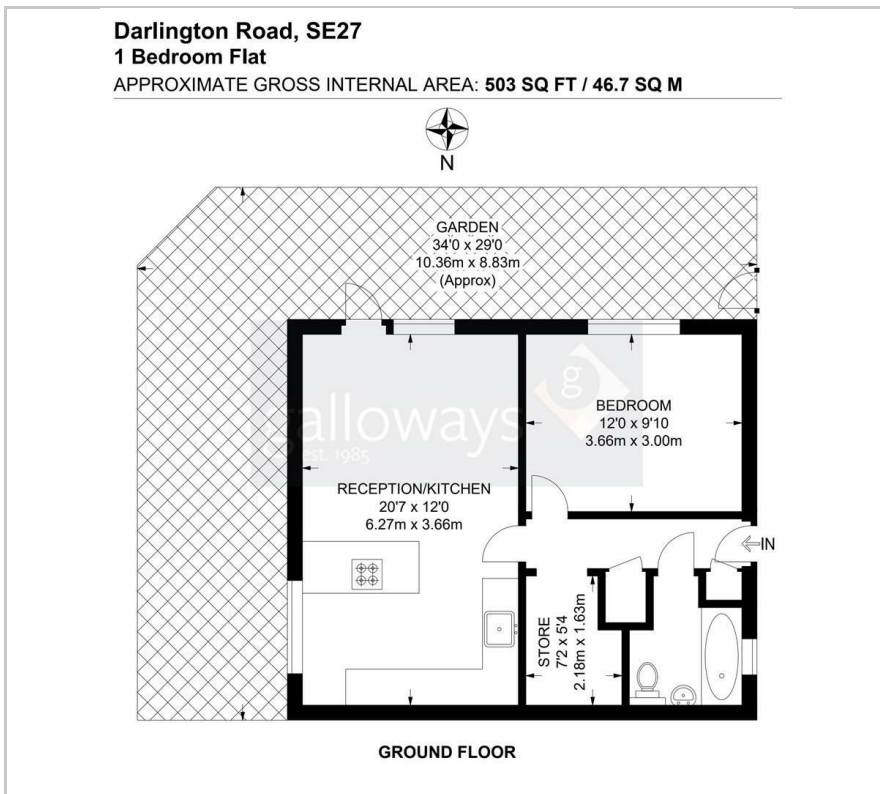 Darlington Road, SE27
1 Bedroom Flat
APPROXIMATE GROSS INTERNAL AREA: 503 SQ FT / 46.7 SQ M
N
GARDEN
34'0 x 29'0
10.36m x 8.83m
(Approx)
g
galloways
est. 1985
BEDROOM
12'0 x 9'10
3.66m x 3.00m
RECEPTION/KITCHEN
20'7 x 12'0
6.27m x 3.66m
IN
STORE
7'2 x 5'4
2.18m x 1.63m
GROUND FLOOR